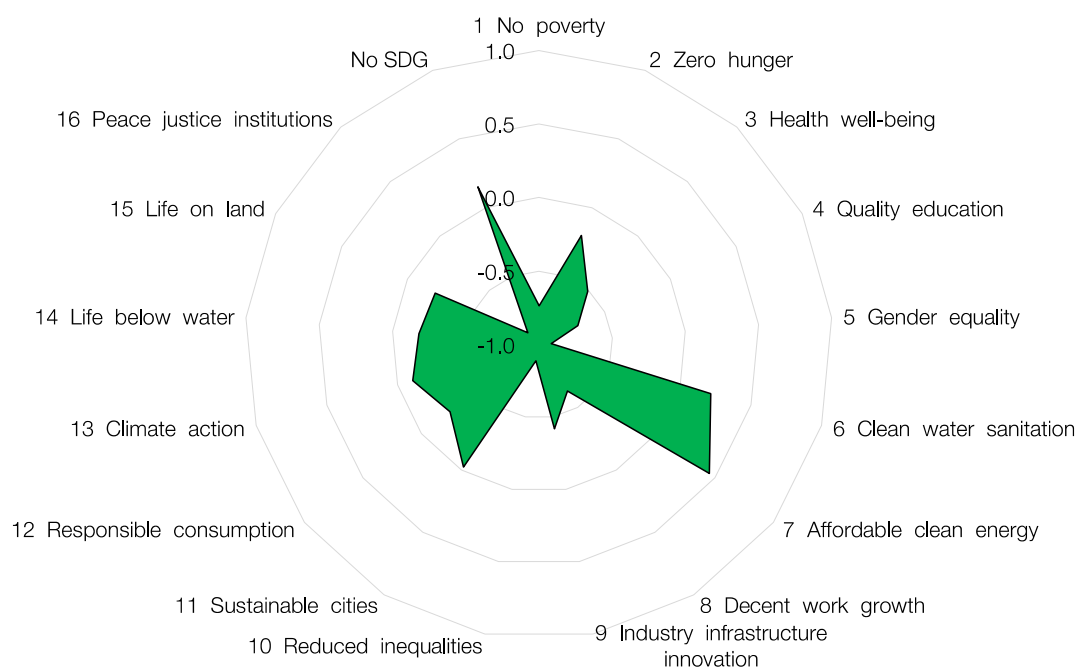 1 No poverty
1.0
No SDG
2 Zero hunger
16 Peace justice institutions
0.5
3 Health well-being
15 Life on land
0.0
4 Quality education
-0.5
14 Life below water
5 Gender equality
-1.0
13 Climate action
6 Clean water sanitation
12 Responsible consumption
7 Affordable clean energy
11 Sustainable cities
8 Decent work growth
10 Reduced inequalities
9 Industry infrastructure
innovation